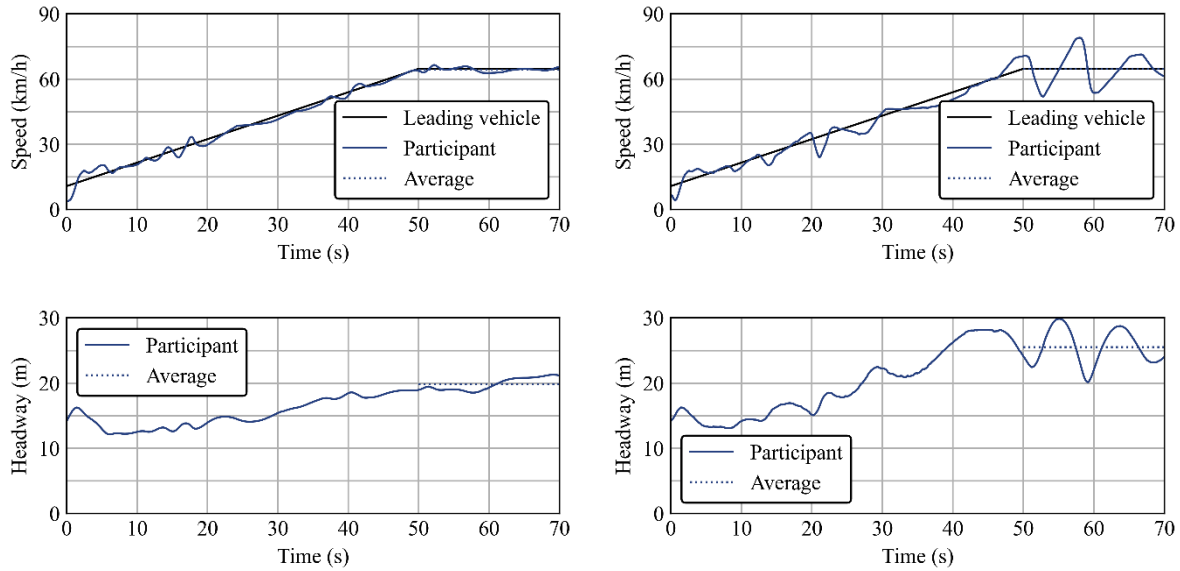 90
60
30
0
Speed (km/h)
Leading vehicle
Participant
Average
0 10 20 30 40 50 60 70
Time (s)
90
60
30
0
Speed (km/h)
Leading vehicle
Participant
Average
0 10 20 30 40 50 60 70
Time (s)
30
20
10
0
Headway (m)
Participant
Average
0 10 20 30 40 50 60 70
Time (s)
30
20
10
0
Headway (m)
Participant
Average
0 10 20 30 40 50 60 70
Time (s)